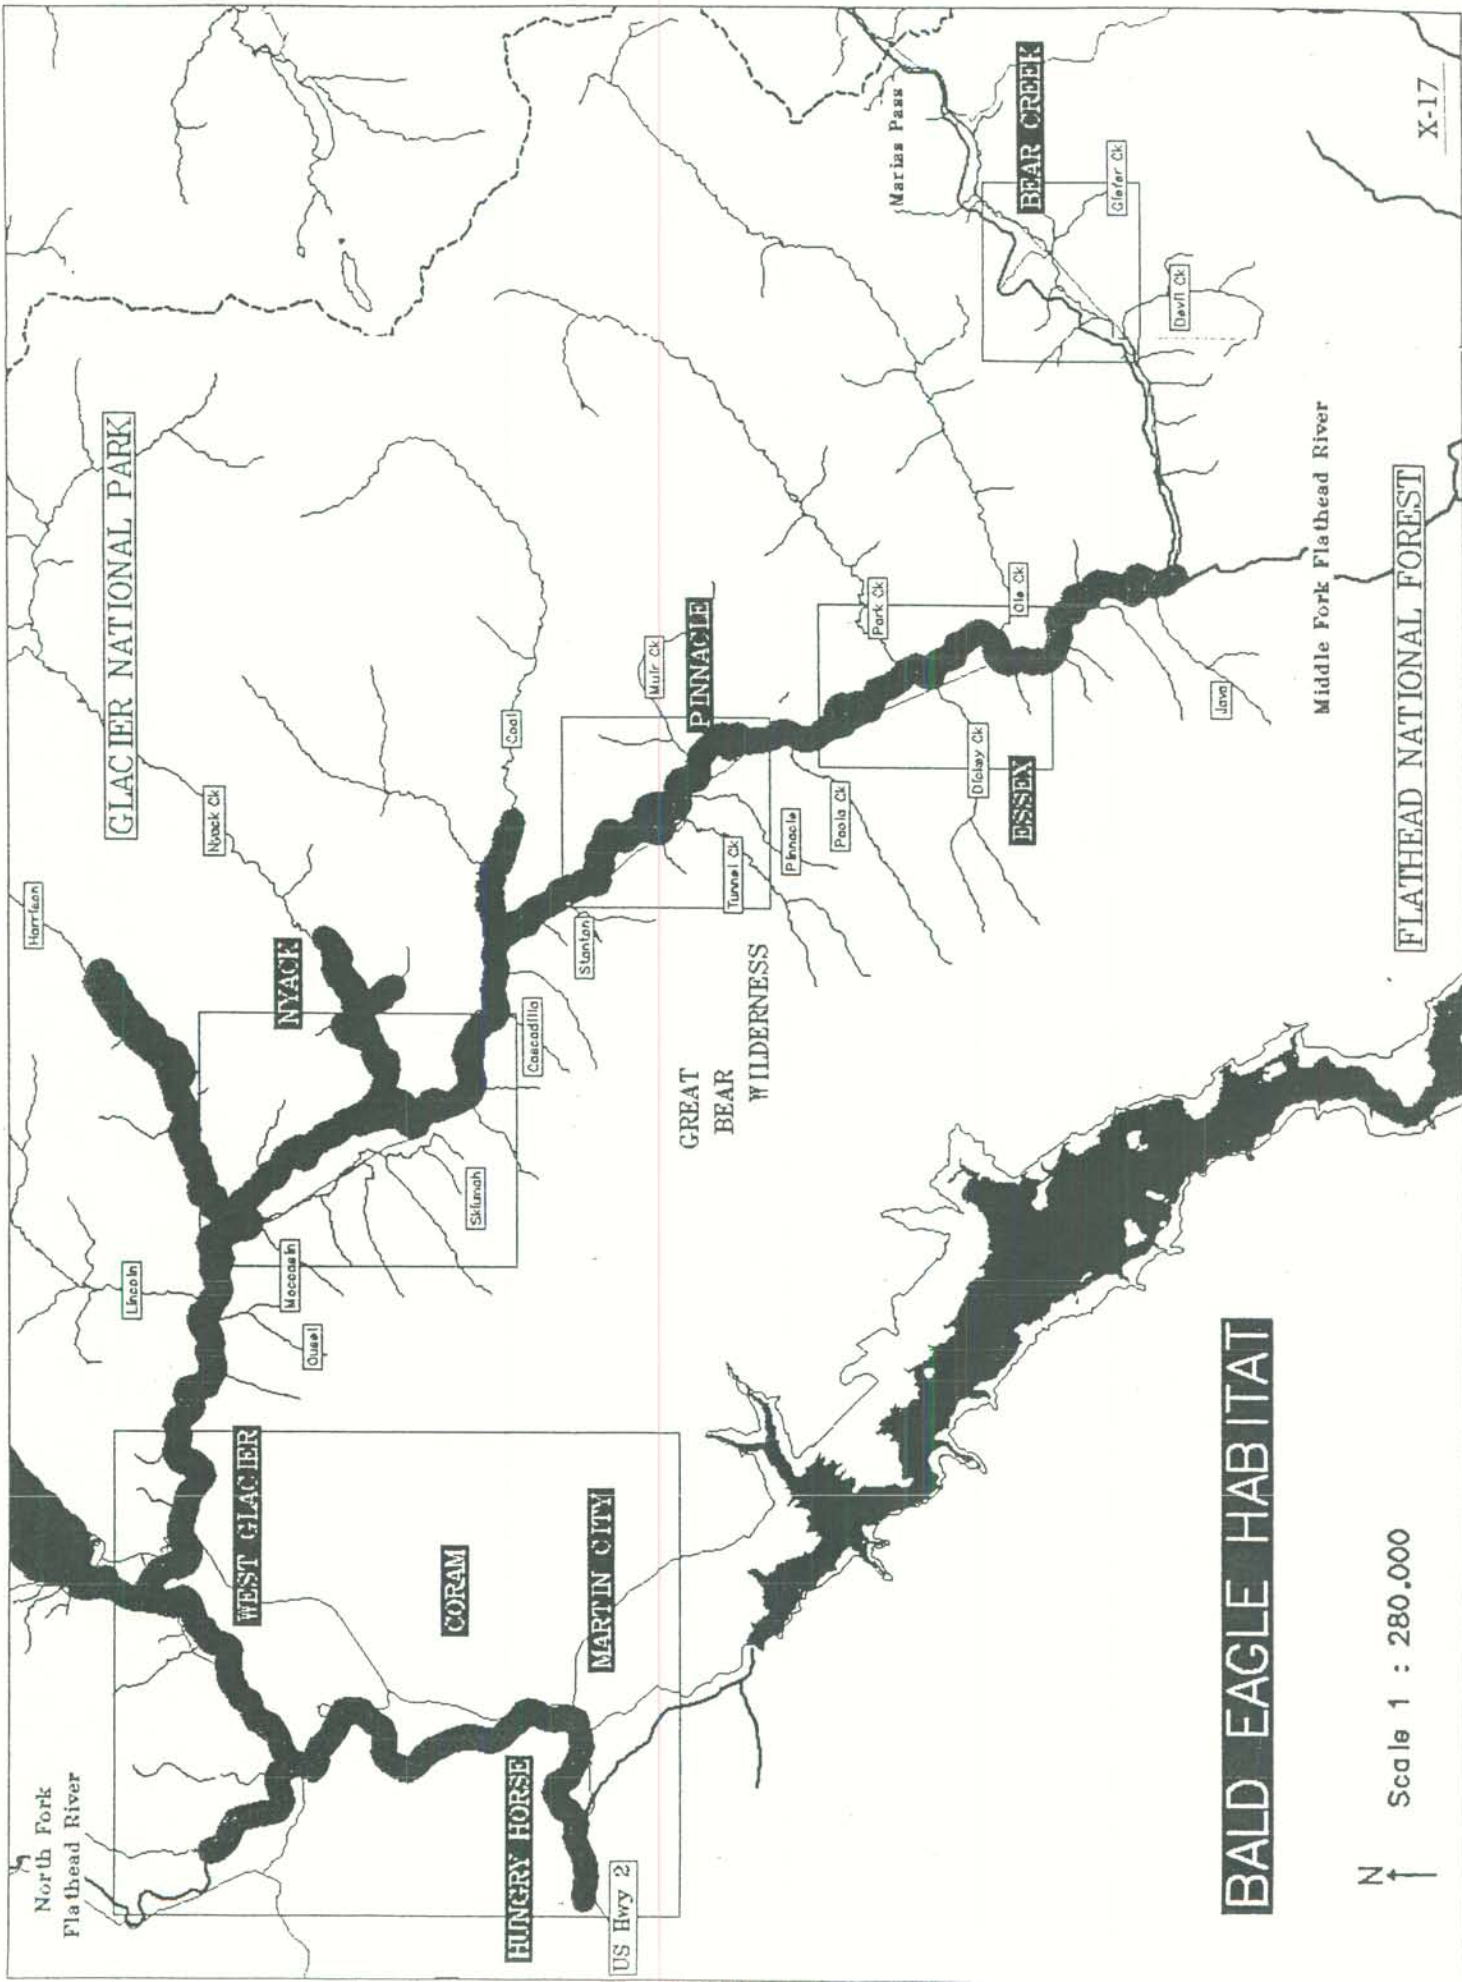 North Fork
Flathead River
GLACIER NATIONAL PARK
Harrison
Nyack Ck
Lincoln
NYACK
Coal
Moccasin
Ousel
WEST GLACIER
Cascadilla
Skiumah
Stanton
Muir Ck
PINNACLE
Marias Pass
BEAR CREEK
Park Ck
Ole Ck
Devil Ck
Tunnel Ck
Pinnacle
Paola Ck
Dickey Ck
ESSEX
Java
CORAM
MARTIN CITY
HUNGRY HORSE
US Hwy 2
GREAT
BEAR
WILDERNESS
Middle Fork Flathead River
FLATHEAD NATIONAL FOREST
BALD EAGLE HABITAT
N
Scale 1 : 280.000
X-17